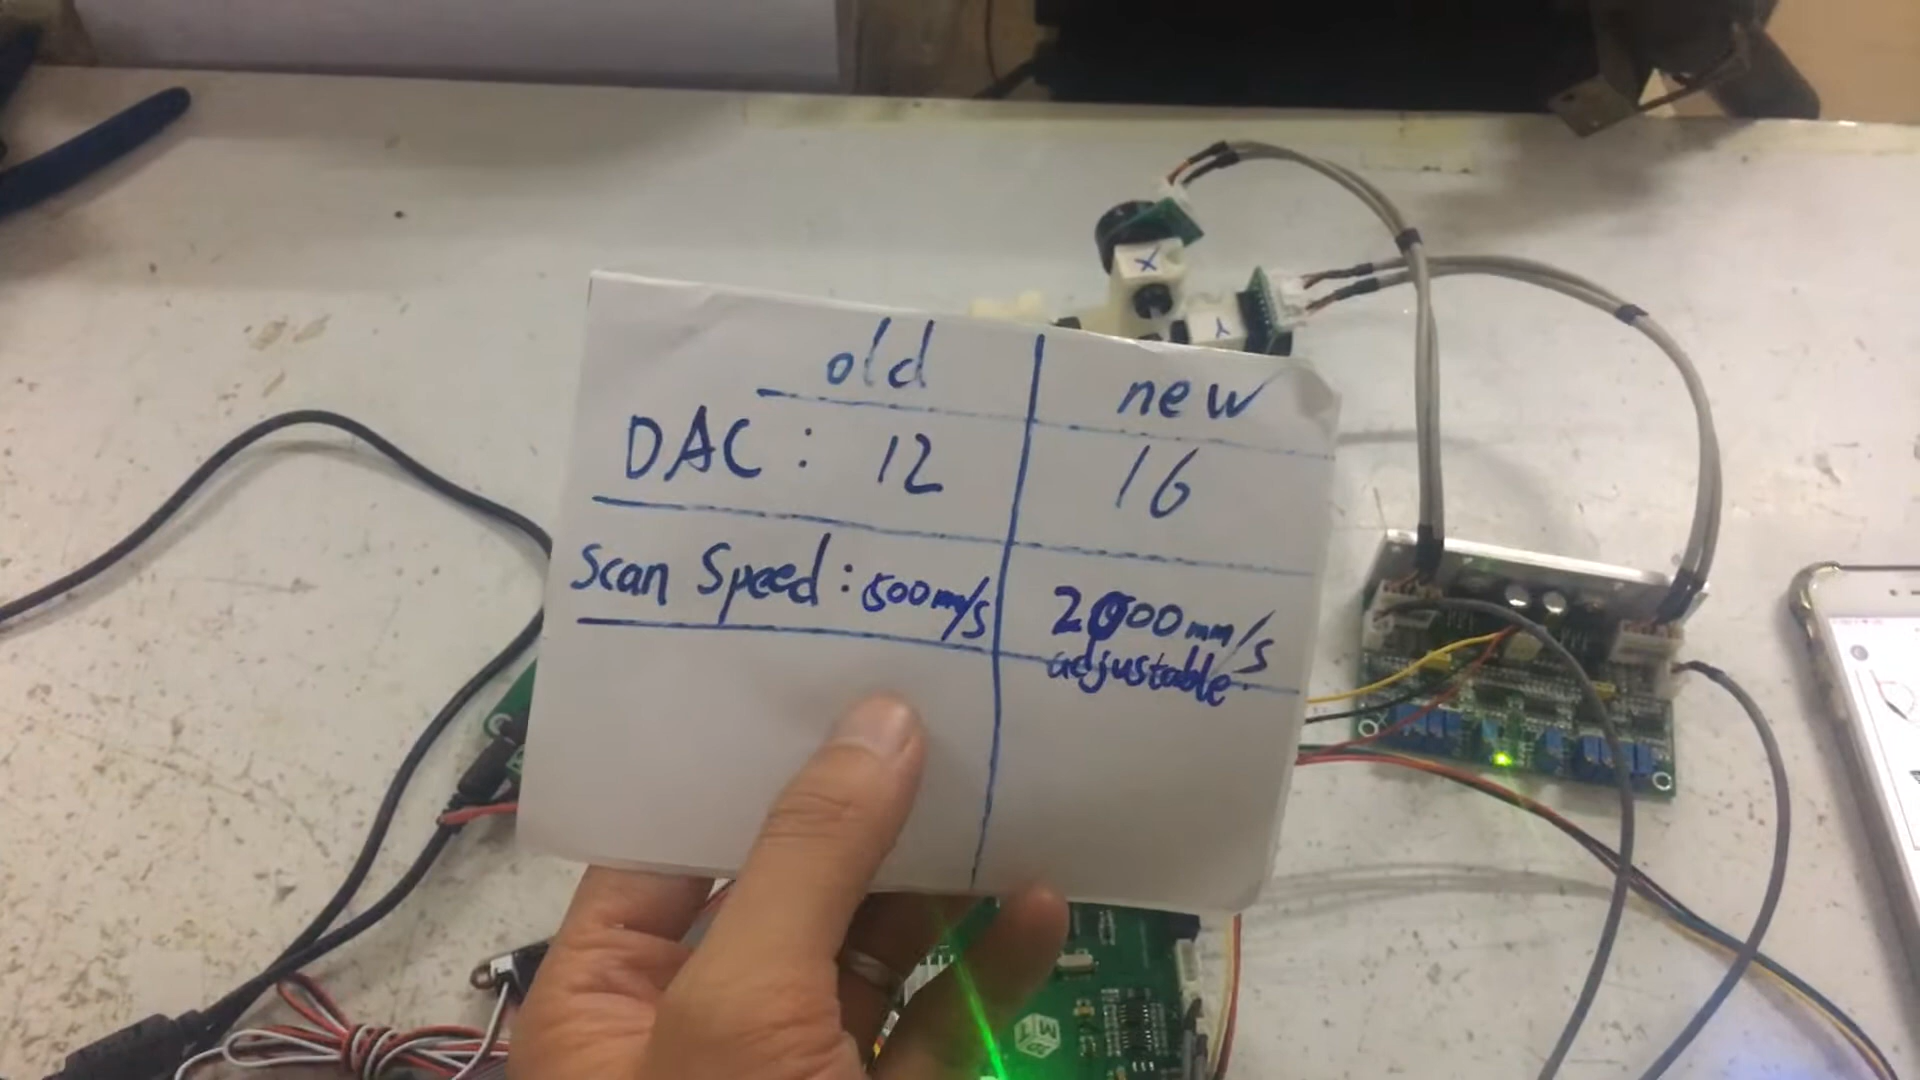 old new
DAC: 12 16
Scan Speed: 500mm/s 2000mm/s
adjustable.
X
Y